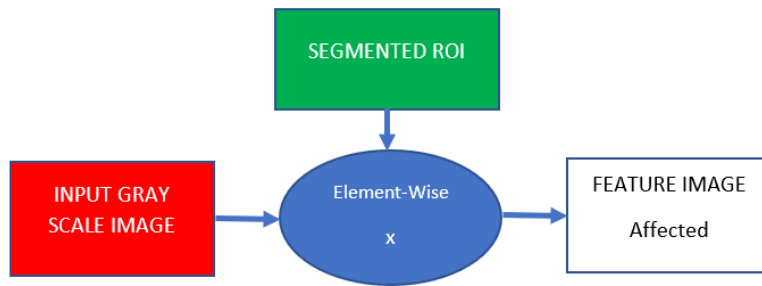 SEGMENTED ROI
INPUT GRAY
SCALE IMAGE
Element-Wise
x
FEATURE IMAGE
Affected